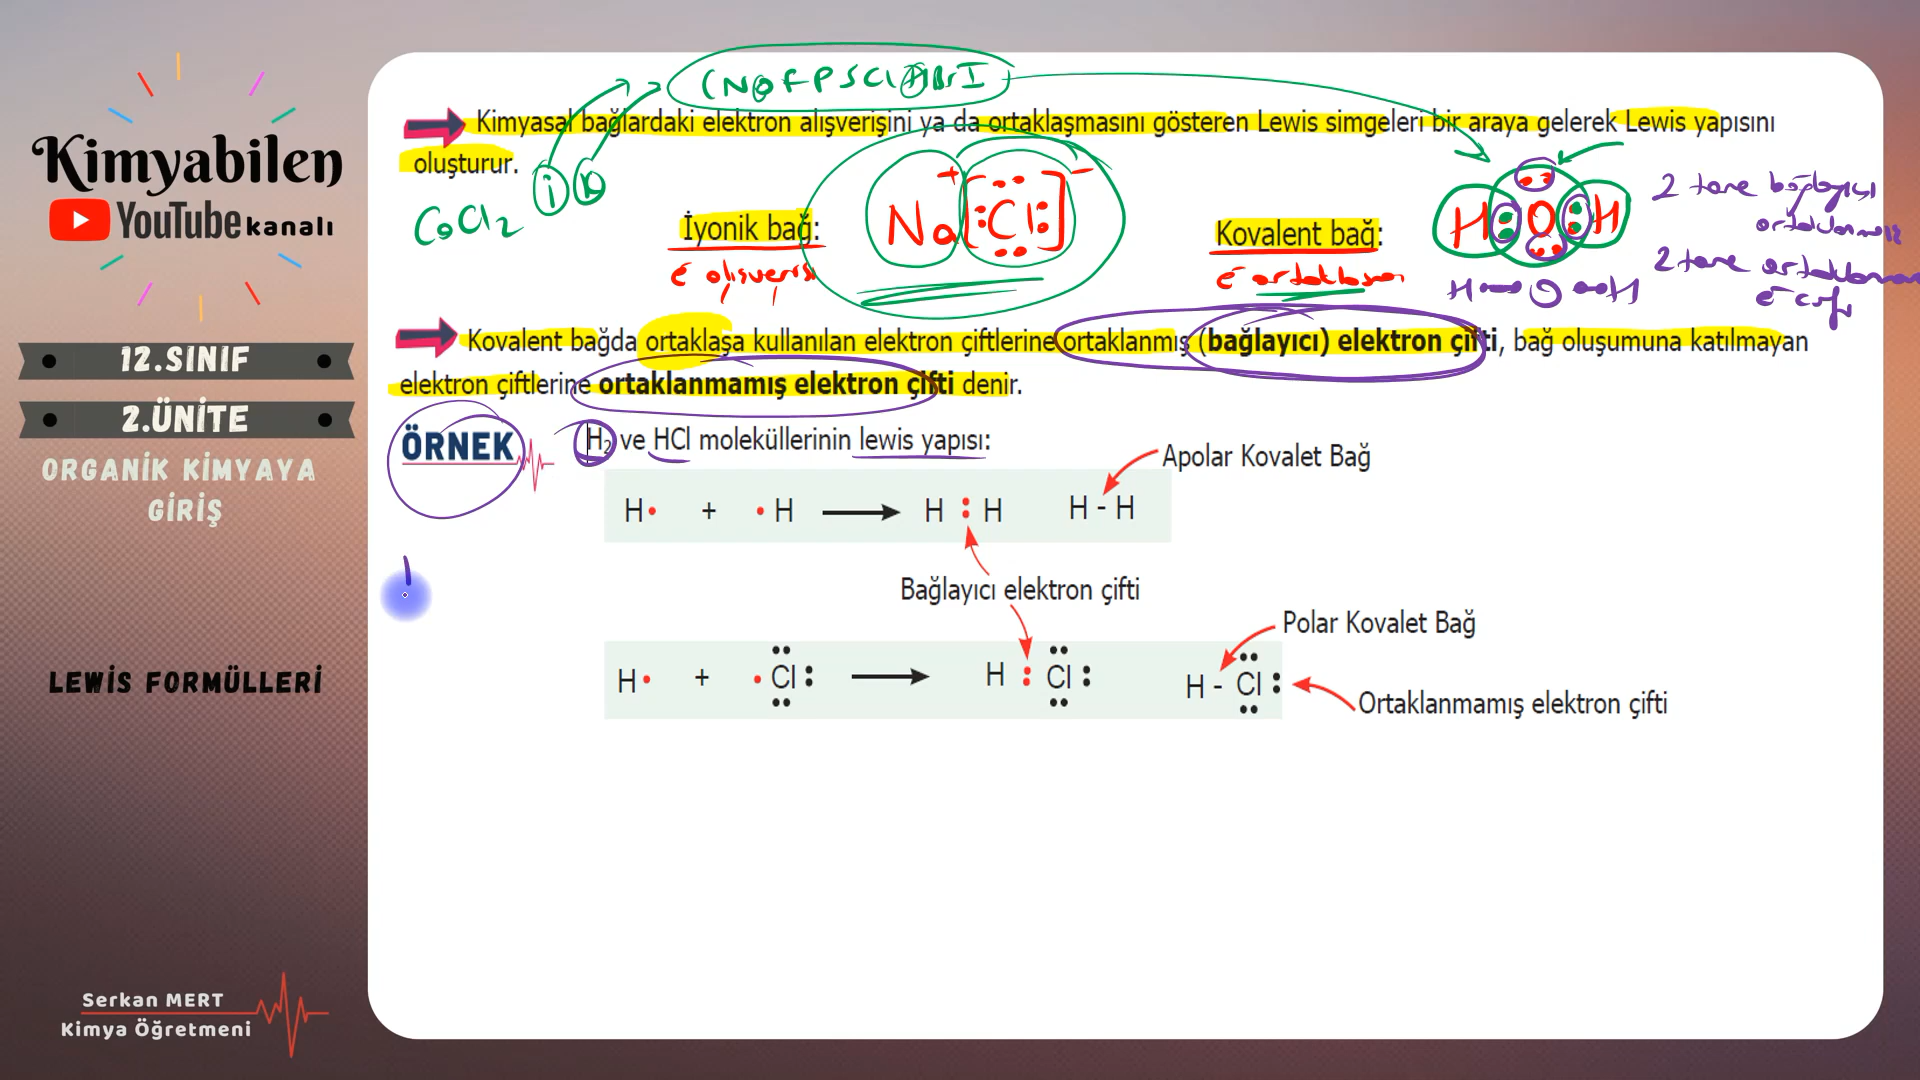 Kimyabilen
YouTube kanalı
12.SINIF
2.ÜNİTE
ORGANİK KİMYAYA
GİRİŞ
LEWİS FORMÜLLERİ
Serkan MERT
Kimya Öğretmeni
CNOFPSClHBrI
Kimyasal bağlardaki elektron alışverişini ya da ortaklaşmasını gösteren Lewis simgeleri bir araya gelerek Lewis yapısını
oluşturur.
İyonik bağ:
Na + [Cl] -
e alışverişi
Kovalent bağ:
H O H
2 tane bağlayıcı
2 tane
H O H
Kovalent bağda ortaklaşa kullanılan elektron çiftlerine ortaklanmış (bağlayıcı) elektron çifti, bağ oluşumuna katılmayan
elektron çiftlerine ortaklanmamış elektron çifti denir.
ÖRNEK
H₂ ve HCl moleküllerinin lewis yapısı:
Apolar Kovalet Bağ
H• + •H → H : H H - H
Bağlayıcı elektron çifti
Polar Kovalet Bağ
H• + •Cl: → H : Cl: H - Cl:
Ortaklanmamış elektron çifti